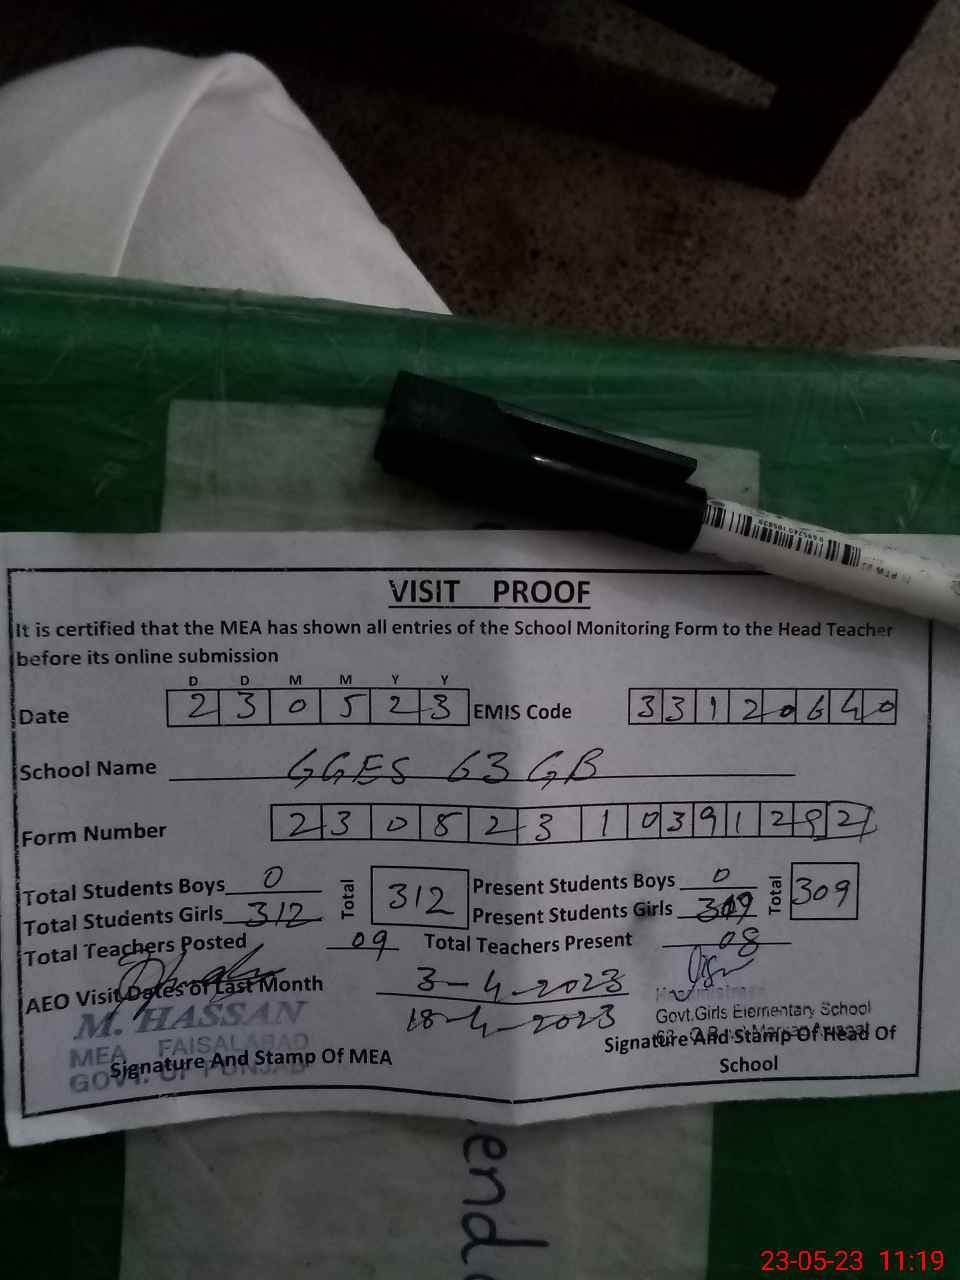 VISIT PROOF
It is certified that the MEA has shown all entries of the School Monitoring Form to the Head Teacher
before its online submission
D D M M Y Y
Date 2 3 0 5 2 3 EMIS Code 3 3 1 2 0 6 4 0
School Name GGES 63 GB
Form Number 2 3 0 5 2 3 1 0 3 9 1 2 9 2
Total Students Boys 0 Total 312 Present Students Boys 0 Total 309
Total Students Girls 312 Present Students Girls 309
Total Teachers Posted 09 Total Teachers Present 08
AEO Visit Dates of Last Month 3-4-2023
18-4-2023
M. HASSAN
MEA FAISALABAD
GOVT. OF PUNJAB
Signature And Stamp Of MEA
Govt.Girls Elementary School
Signature And Stamp Of Head Of
School
end
23-05-23 11:19